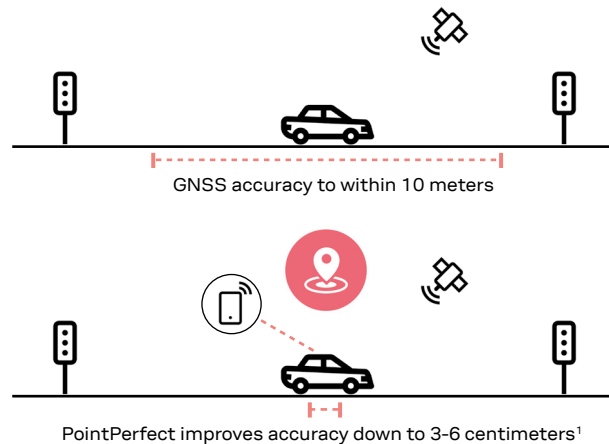 GNSS accuracy to within 10 meters
PointPerfect improves accuracy down to 3-6 centimeters¹